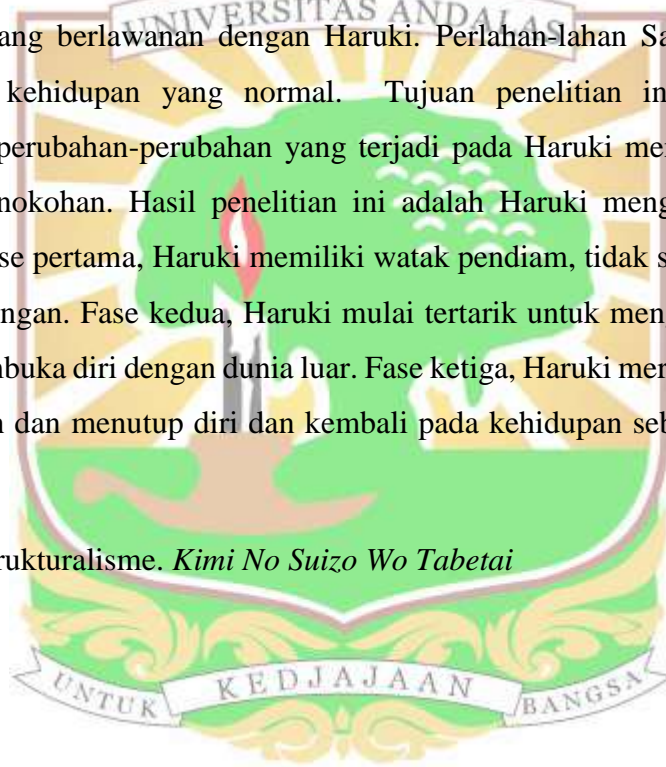 UNIVERSITAS ANDALAS
ang berlawanan dengan Haruki. Perlahan-lahan Sa
kehidupan yang normal. Tujuan penelitian in
perubahan-perubahan yang terjadi pada Haruki me
nokohan. Hasil penelitian ini adalah Haruki meng
se pertama, Haruki memiliki watak pendiam, tidak s
ngan. Fase kedua, Haruki mulai tertarik untuk men
buka diri dengan dunia luar. Fase ketiga, Haruki mer
dan menutup diri dan kembali pada kehidupan seb
rukturalisme. Kimi No Suizo Wo Tabetai
UNTUK KEDJAJAAN BANGSA